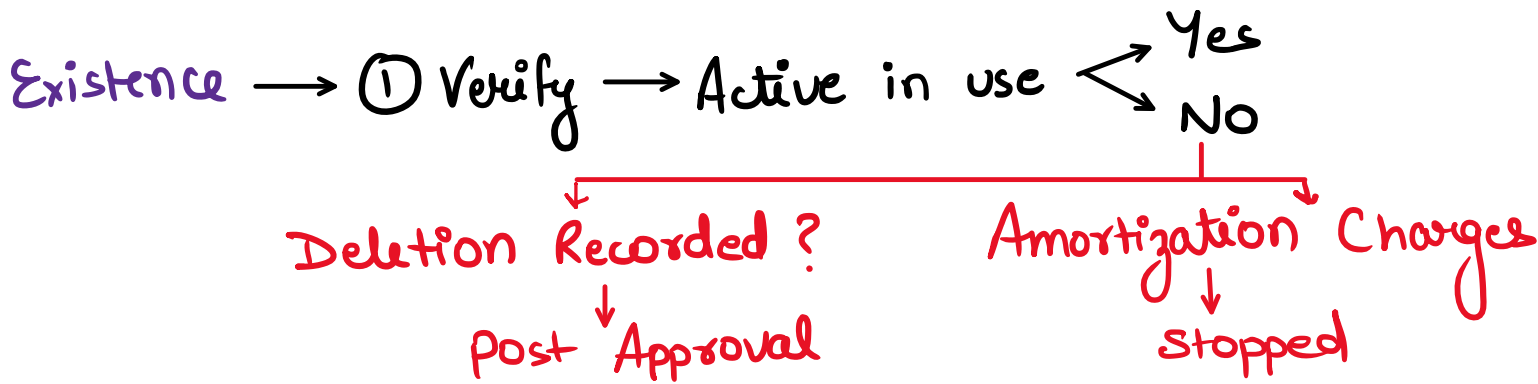 Existence → ① Verify → Active in use
Yes
No
Deletion Recorded ?
Amortization Charges
Post Approval
Stopped